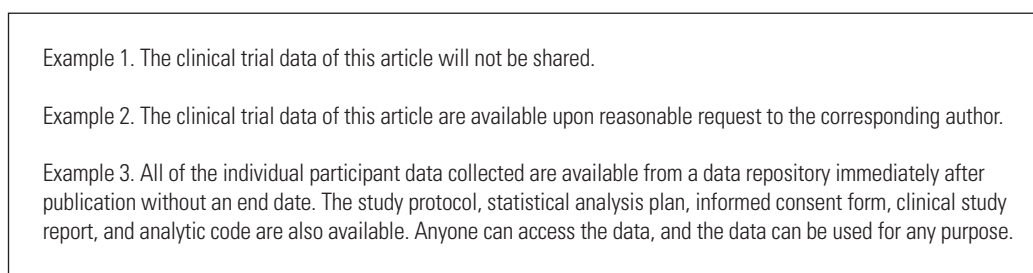 Example 1. The clinical trial data of this article will not be shared.
Example 2. The clinical trial data of this article are available upon reasonable request to the corresponding author.
Example 3. All of the individual participant data collected are available from a data repository immediately after
publication without an end date. The study protocol, statistical analysis plan, informed consent form, clinical study
report, and analytic code are also available. Anyone can access the data, and the data can be used for any purpose.